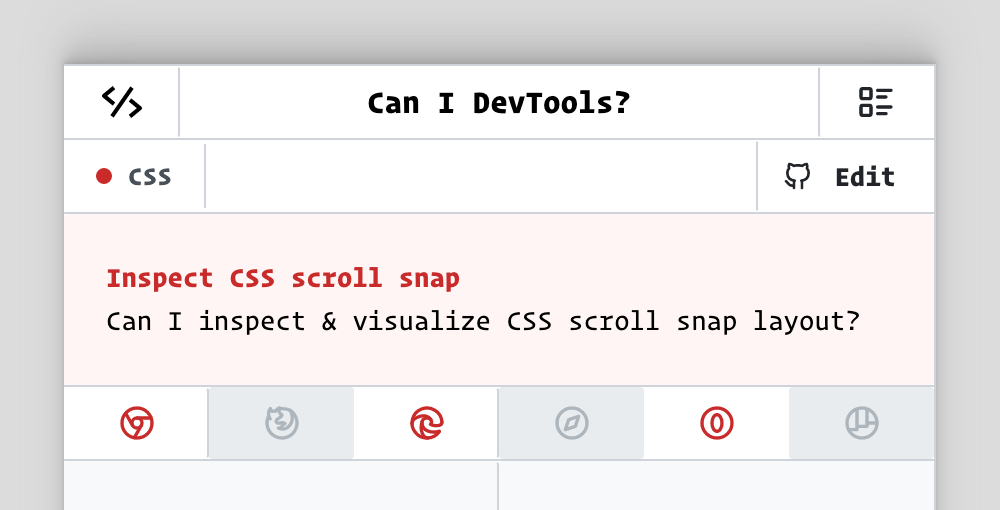 Can I DevTools?
CSS
Edit
Inspect CSS scroll snap
Can I inspect & visualize CSS scroll snap layout?